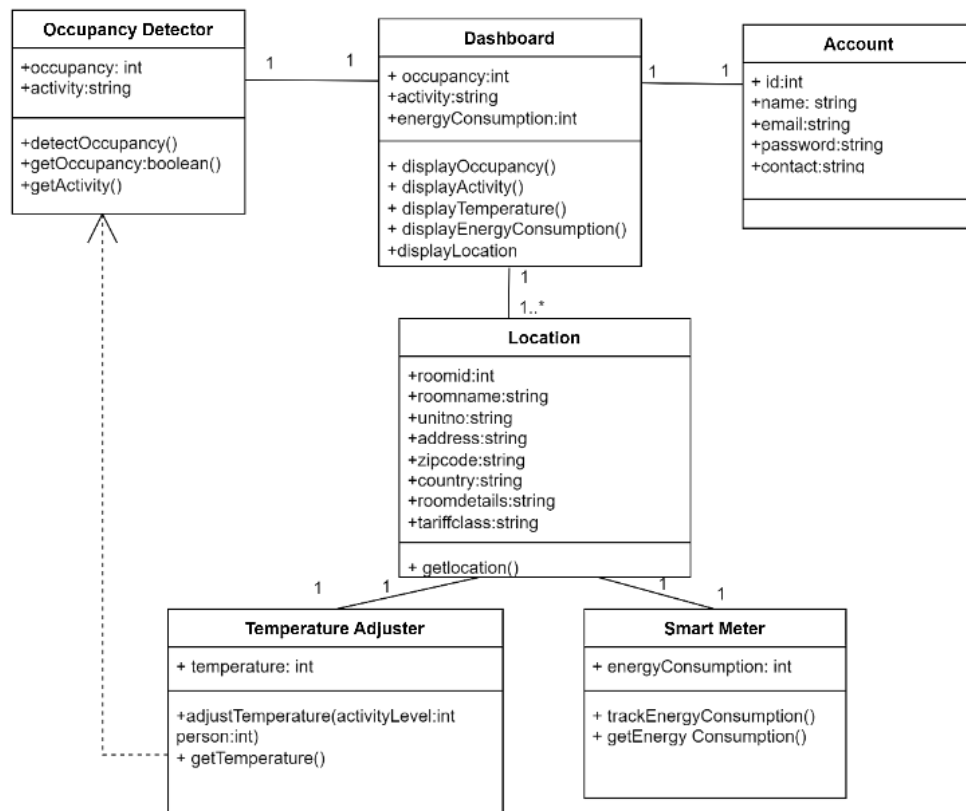 Occupancy Detector
+occupancy: int
+activity:string
+detectOccupancy()
+getOccupancy:boolean()
+getActivity()
1
1
Dashboard
+ occupancy:int
+activity:string
+energyConsumption:int
+ displayOccupancy()
+ displayActivity()
+ displayTemperature()
+ displayEnergyConsumption()
+displayLocation
1
1
Account
+ id:int
+name: string
+email:string
+password:string
+contact:string
1
1..*
Location
+roomid:int
+roomname:string
+unitno:string
+address:string
+zipcode:string
+country:string
+roomdetails:string
+tariffclass:string
+ getlocation()
1
1
1
1
Temperature Adjuster
+ temperature: int
+adjustTemperature(activityLevel:int
person:int)
+ getTemperature()
Smart Meter
+ energyConsumption: int
+ trackEnergyConsumption()
+ getEnergy Consumption()